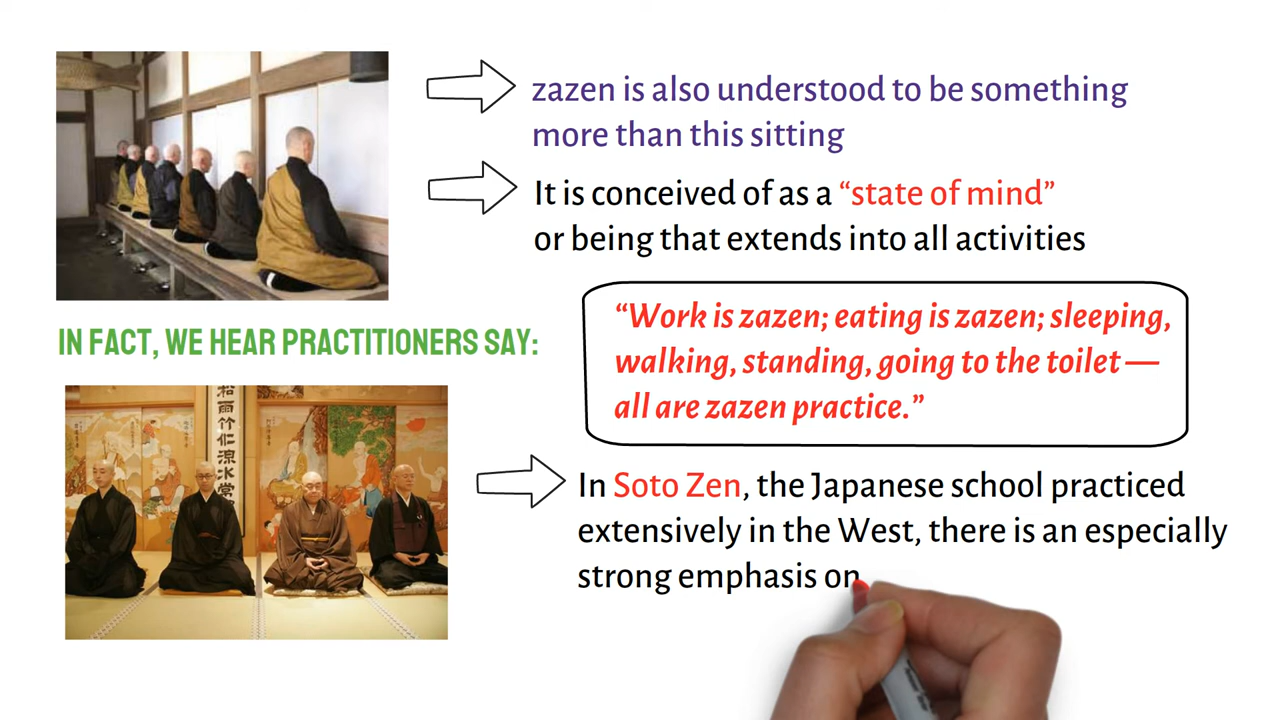 zazen is also understood to be something
more than this sitting
It is conceived of as a “state of mind”
or being that extends into all activities
IN FACT, WE HEAR PRACTITIONERS SAY:
“Work is zazen; eating is zazen; sleeping,
walking, standing, going to the toilet —
all are zazen practice.”
In Soto Zen, the Japanese school practiced
extensively in the West, there is an especially
strong emphasis on